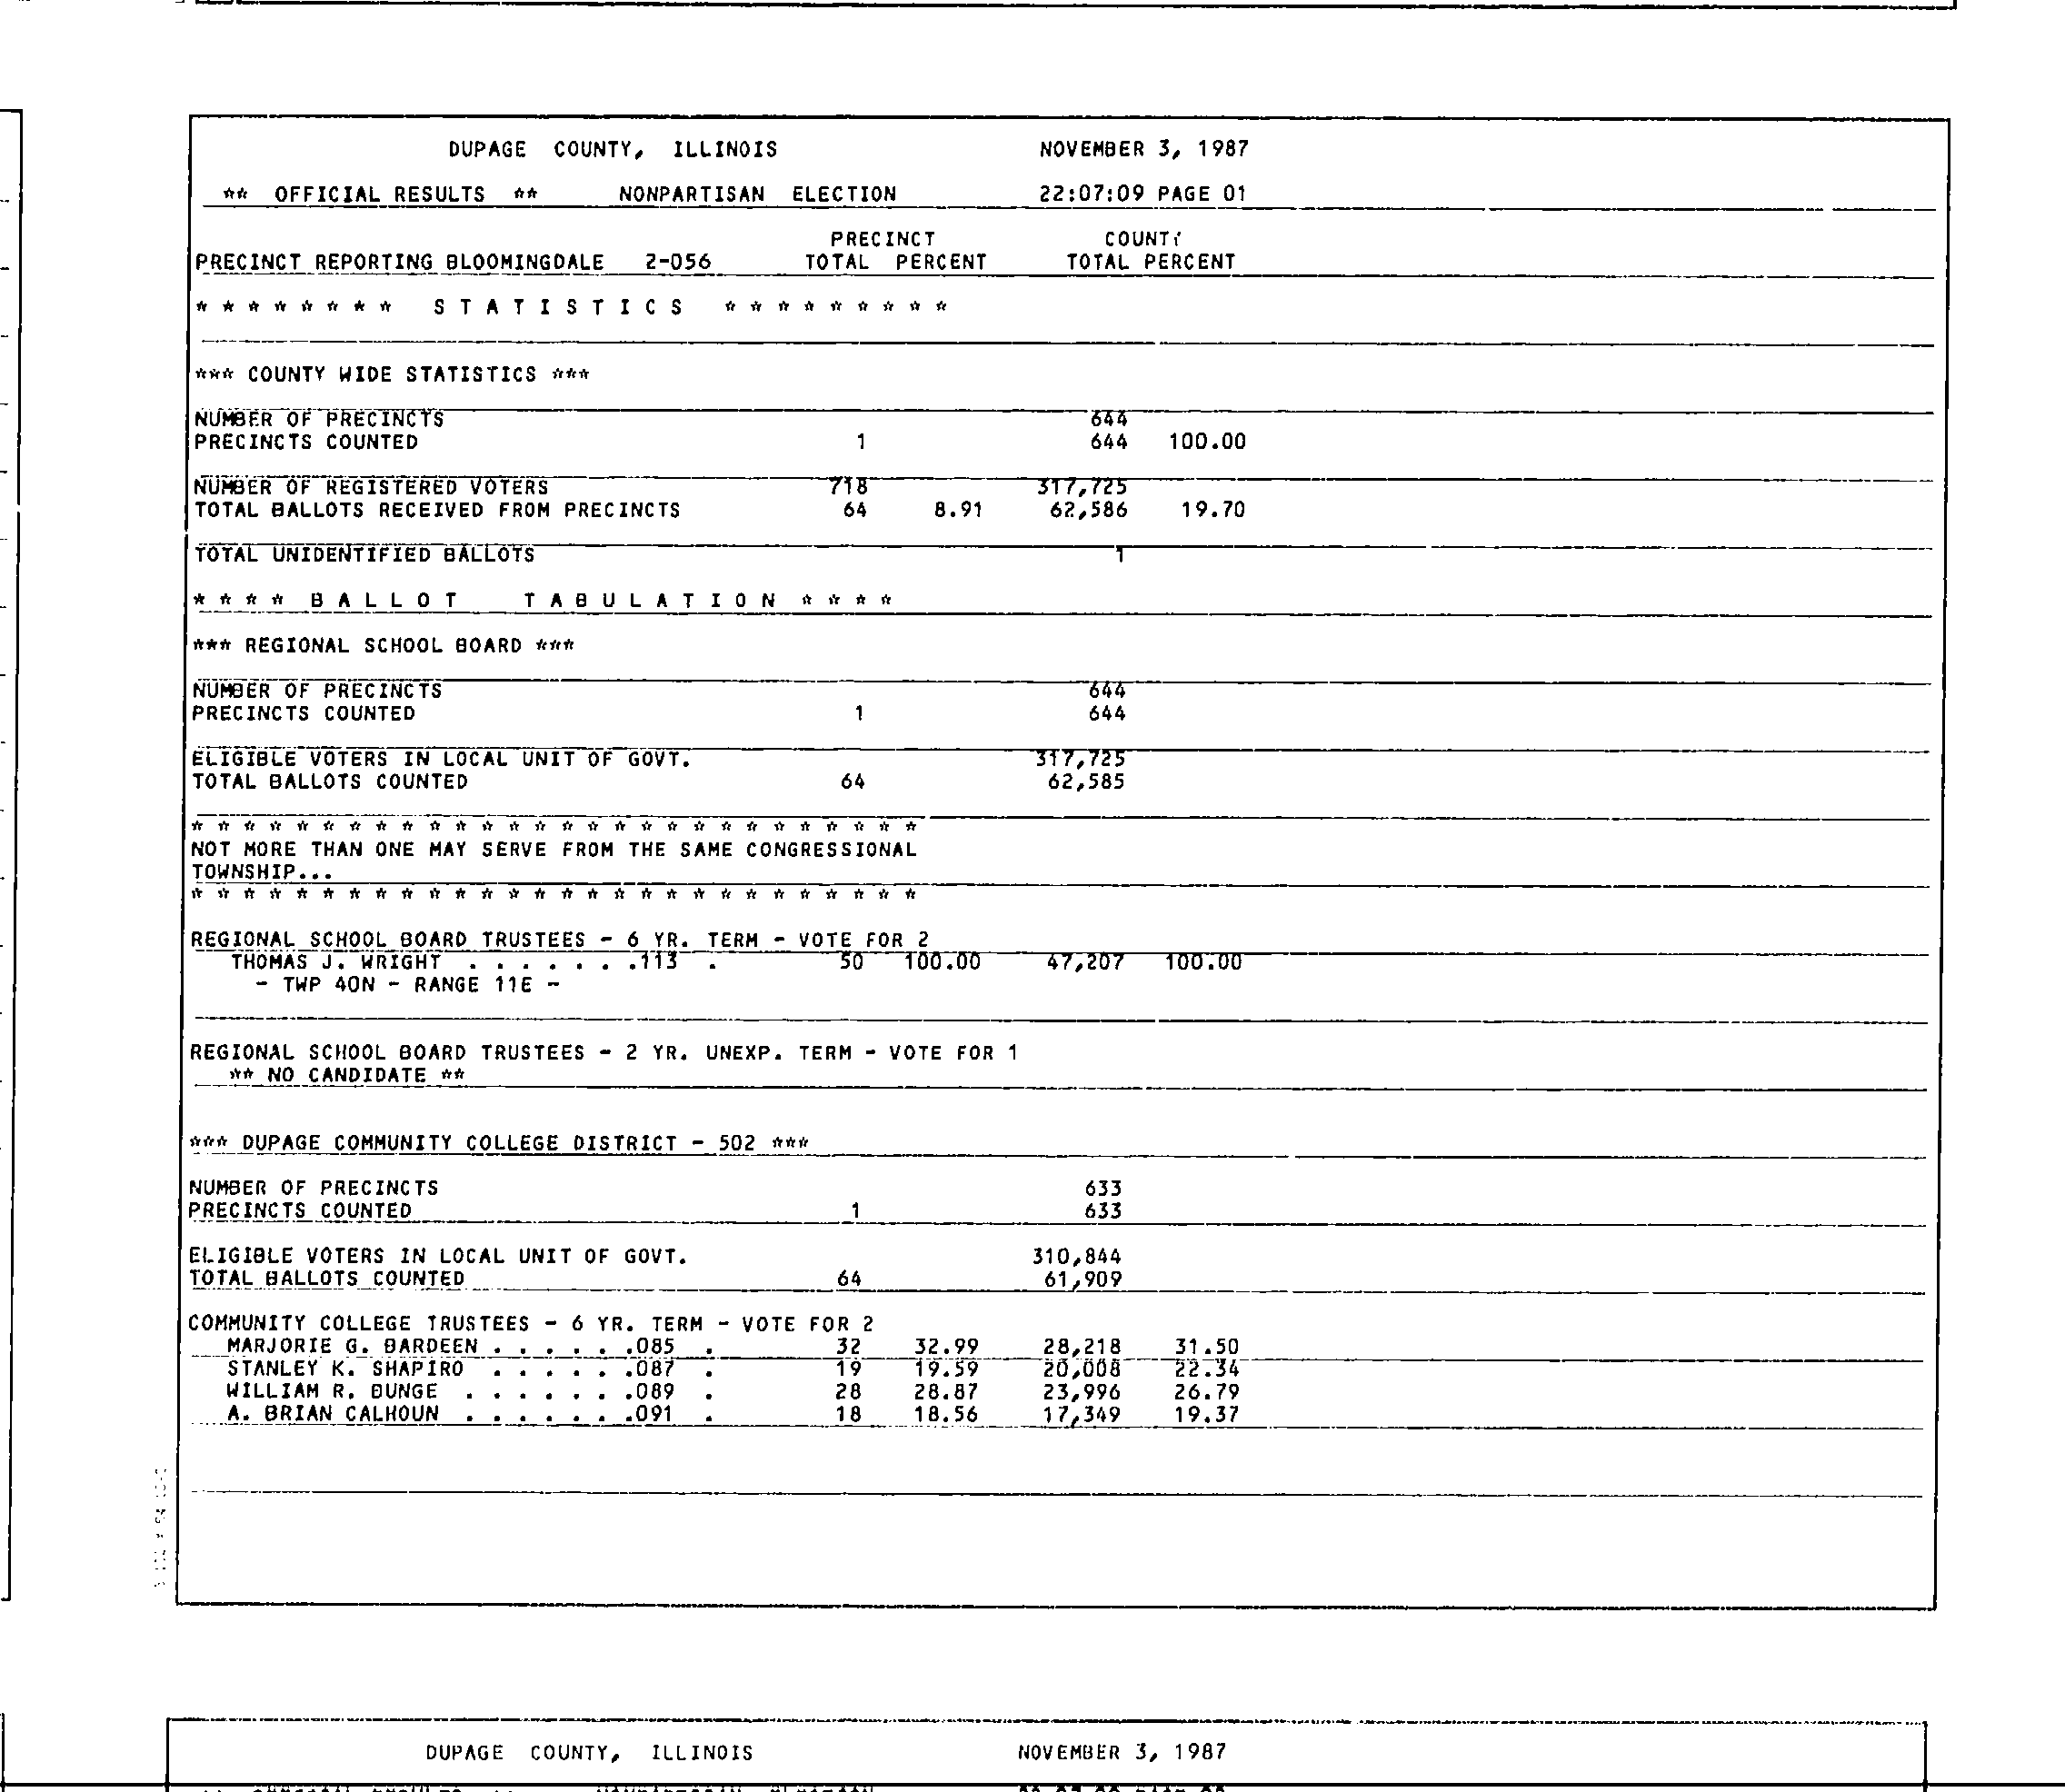 DUPAGE COUNTY, ILLINOIS NOVEMBER 3, 1987
** OFFICIAL RESULTS ** NONPARTISAN ELECTION 22:07:09 PAGE 01
PRECINCT COUNTY
PRECINCT REPORTING BLOOMINGDALE 2-056 TOTAL PERCENT TOTAL PERCENT
* * * * * * * * S T A T I S T I C S * * * * * * * * *
*** COUNTY WIDE STATISTICS ***
NUMBER OF PRECINCTS 644
PRECINCTS COUNTED 1 644 100.00
NUMBER OF REGISTERED VOTERS 718 317,725
TOTAL BALLOTS RECEIVED FROM PRECINCTS 64 8.91 62,586 19.70
TOTAL UNIDENTIFIED BALLOTS 1
* * * * B A L L O T T A B U L A T I O N * * * *
*** REGIONAL SCHOOL BOARD ***
NUMBER OF PRECINCTS 644
PRECINCTS COUNTED 1 644
ELIGIBLE VOTERS IN LOCAL UNIT OF GOVT. 317,725
TOTAL BALLOTS COUNTED 64 62,585
* * * * * * * * * * * * * * * * * * * * * * * * * * * *
NOT MORE THAN ONE MAY SERVE FROM THE SAME CONGRESSIONAL
TOWNSHIP...
* * * * * * * * * * * * * * * * * * * * * * * * * * * *
REGIONAL SCHOOL BOARD TRUSTEES - 6 YR. TERM - VOTE FOR 2
THOMAS J. WRIGHT . . . . . . .113 . 50 100.00 47,207 100.00
- TWP 40N - RANGE 11E -
REGIONAL SCHOOL BOARD TRUSTEES - 2 YR. UNEXP. TERM - VOTE FOR 1
** NO CANDIDATE **
*** DUPAGE COMMUNITY COLLEGE DISTRICT - 502 ***
NUMBER OF PRECINCTS 633
PRECINCTS COUNTED 1 633
ELIGIBLE VOTERS IN LOCAL UNIT OF GOVT. 310,844
TOTAL BALLOTS COUNTED 64 61,909
COMMUNITY COLLEGE TRUSTEES - 6 YR. TERM - VOTE FOR 2
MARJORIE G. BARDEEN . . . . . .085 . 32 32.99 28,218 31.50
STANLEY K. SHAPIRO . . . . . .087 . 19 19.59 20,008 22.34
WILLIAM R. BUNGE . . . . . . .089 . 28 28.87 23,996 26.79
A. BRIAN CALHOUN . . . . . . .091 . 18 18.56 17,349 19.37
DUPAGE COUNTY, ILLINOIS NOVEMBER 3, 1987